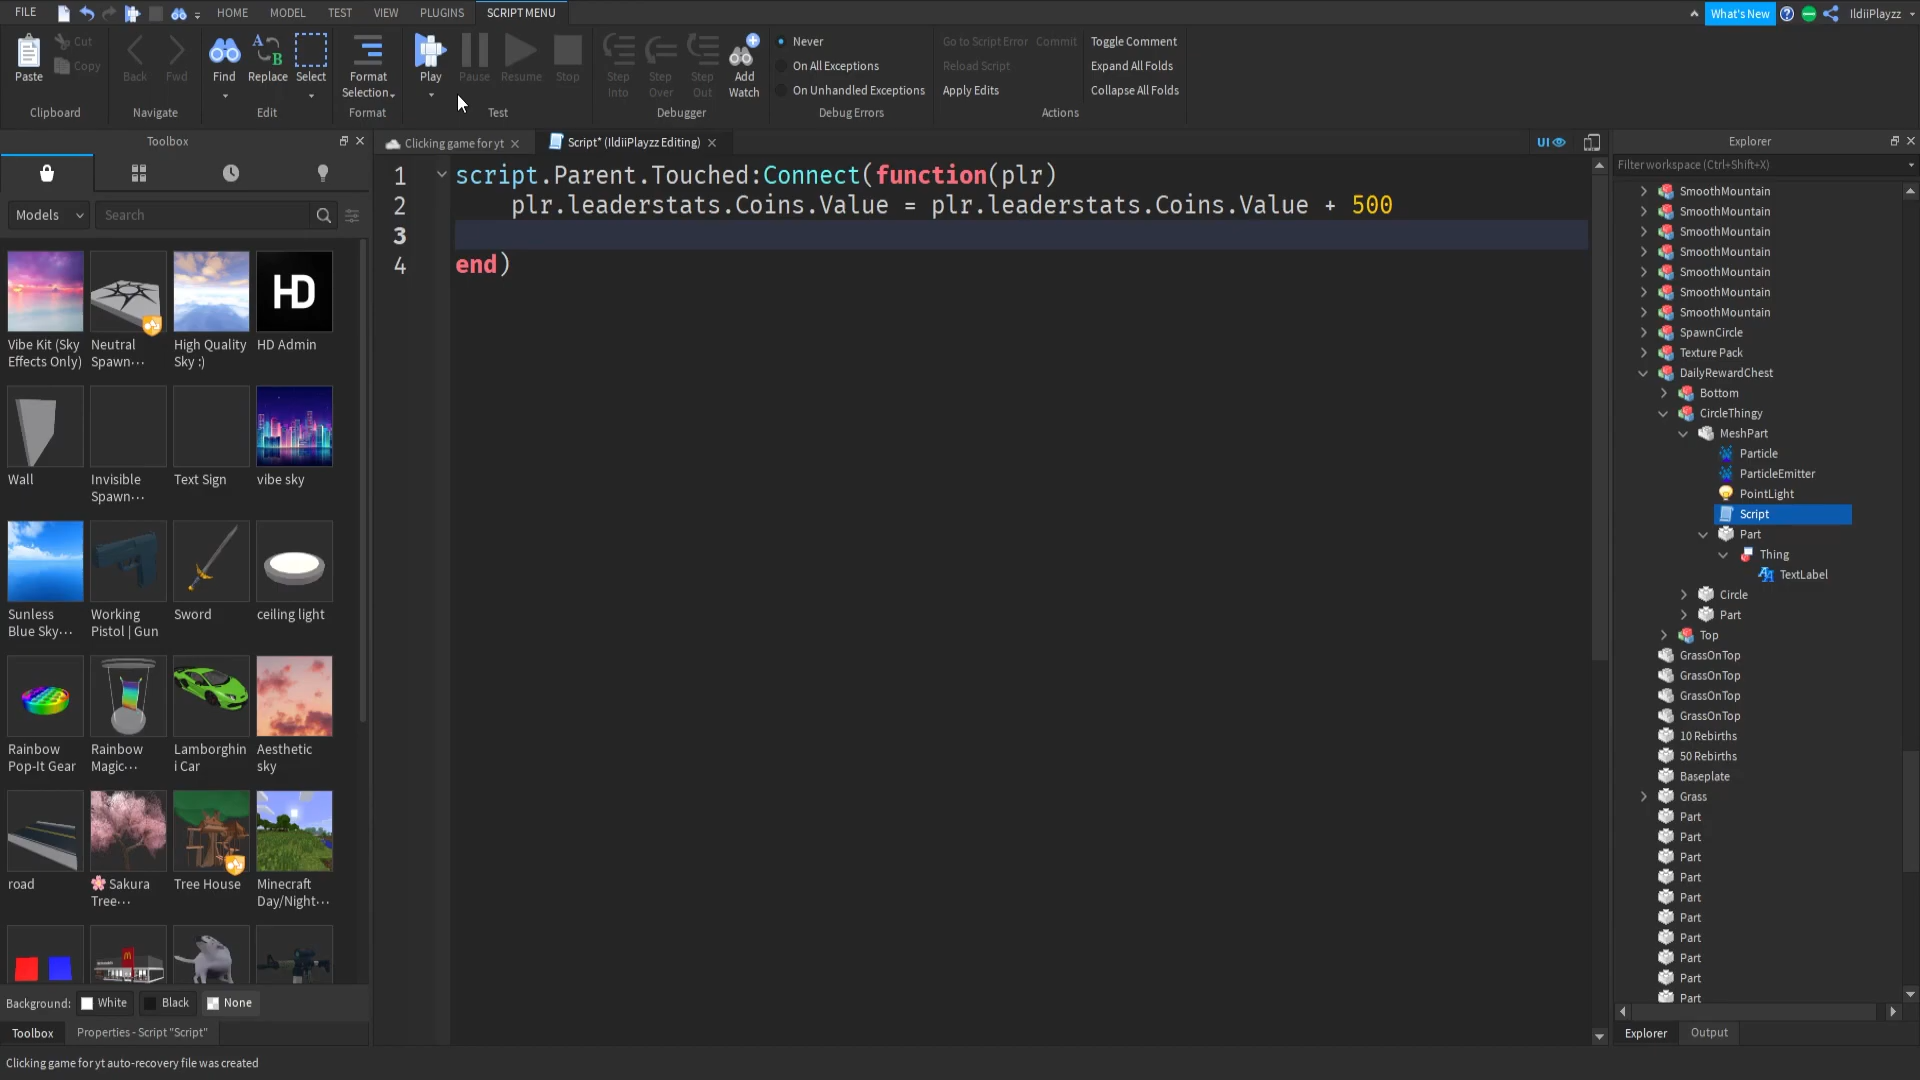 FILE
HOME
MODEL
TEST
VIEW
PLUGINS
SCRIPT MENU
What's New
IldiiPlayzz
Paste
Cut
Copy
Clipboard
Back
Fwd
Navigate
Find
Replace
Select
Edit
Format
Selection
Format
Play
Pause
Resume
Stop
Test
Step
Into
Step
Over
Step
Out
Add
Watch
Debugger
Never
On All Exceptions
On Unhandled Exceptions
Debug Errors
Go to Script Error
Commit
Reload Script
Apply Edits
Toggle Comment
Expand All Folds
Collapse All Folds
Actions
Toolbox
Models
Search
Vibe Kit (Sky
Effects Only)
Neutral
Spawn...
High Quality
Sky :)
HD
HD Admin
Wall
Invisible
Spawn...
Text Sign
vibe sky
Sunless
Blue Sky...
Working
Pistol | Gun
Sword
ceiling light
Rainbow
Pop-It Gear
Rainbow
Magic...
Lamborghin
i Car
Aesthetic
sky
road
🌸 Sakura
Tree...
Tree House
Minecraft
Day/Night...
Background:
White
Black
None
Toolbox
Properties - Script "Script"
Clicking game for yt auto-recovery file was created
Clicking game for yt
Script* (IldiiPlayzz Editing)
UI
1 script.Parent.Touched:Connect(function(plr)
2 plr.leaderstats.Coins.Value = plr.leaderstats.Coins.Value + 500
3
4 end)
Explorer
Filter workspace (Ctrl+Shift+X)
SmoothMountain
SmoothMountain
SmoothMountain
SmoothMountain
SmoothMountain
SmoothMountain
SmoothMountain
SpawnCircle
Texture Pack
DailyRewardChest
Bottom
CircleThingy
MeshPart
Particle
ParticleEmitter
PointLight
Script
Part
Thing
TextLabel
Circle
Part
Top
GrassOnTop
GrassOnTop
GrassOnTop
GrassOnTop
10 Rebirths
50 Rebirths
Baseplate
Grass
Part
Part
Part
Part
Part
Part
Part
Part
Part
Part
Explorer
Output